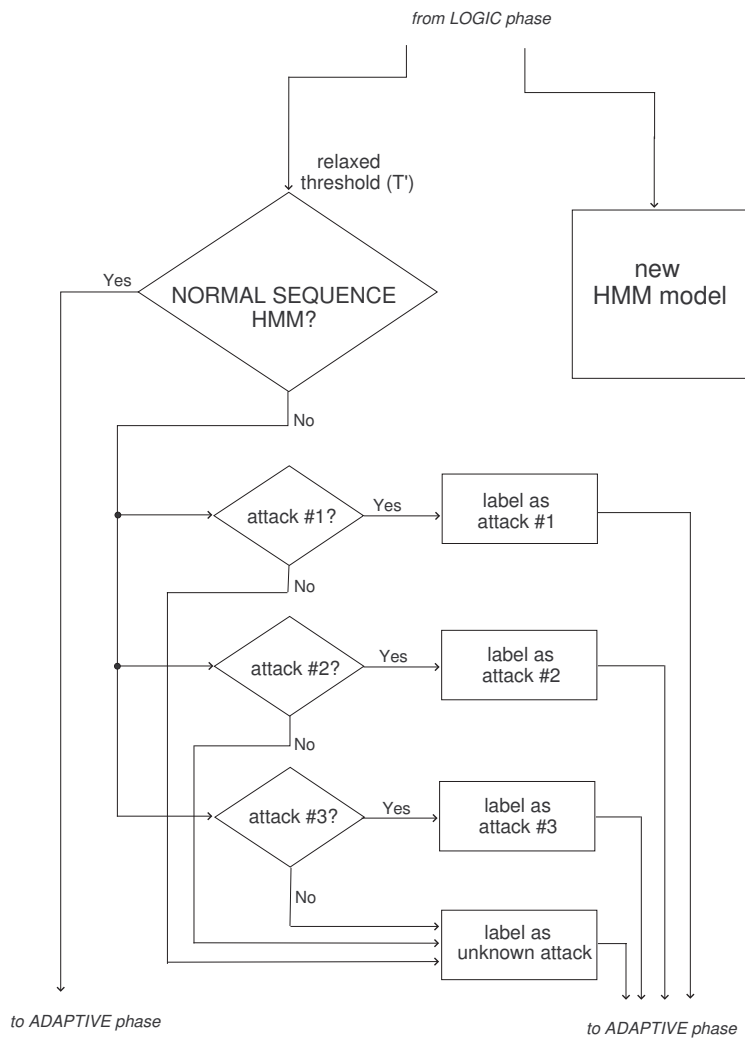 from LOGIC phase
relaxed
threshold (T')
Yes
NORMAL SEQUENCE
HMM?
new
HMM model
No
attack #1?
Yes
label as
attack #1
No
attack #2?
Yes
label as
attack #2
No
attack #3?
Yes
label as
attack #3
No
label as
unknown attack
to ADAPTIVE phase
to ADAPTIVE phase